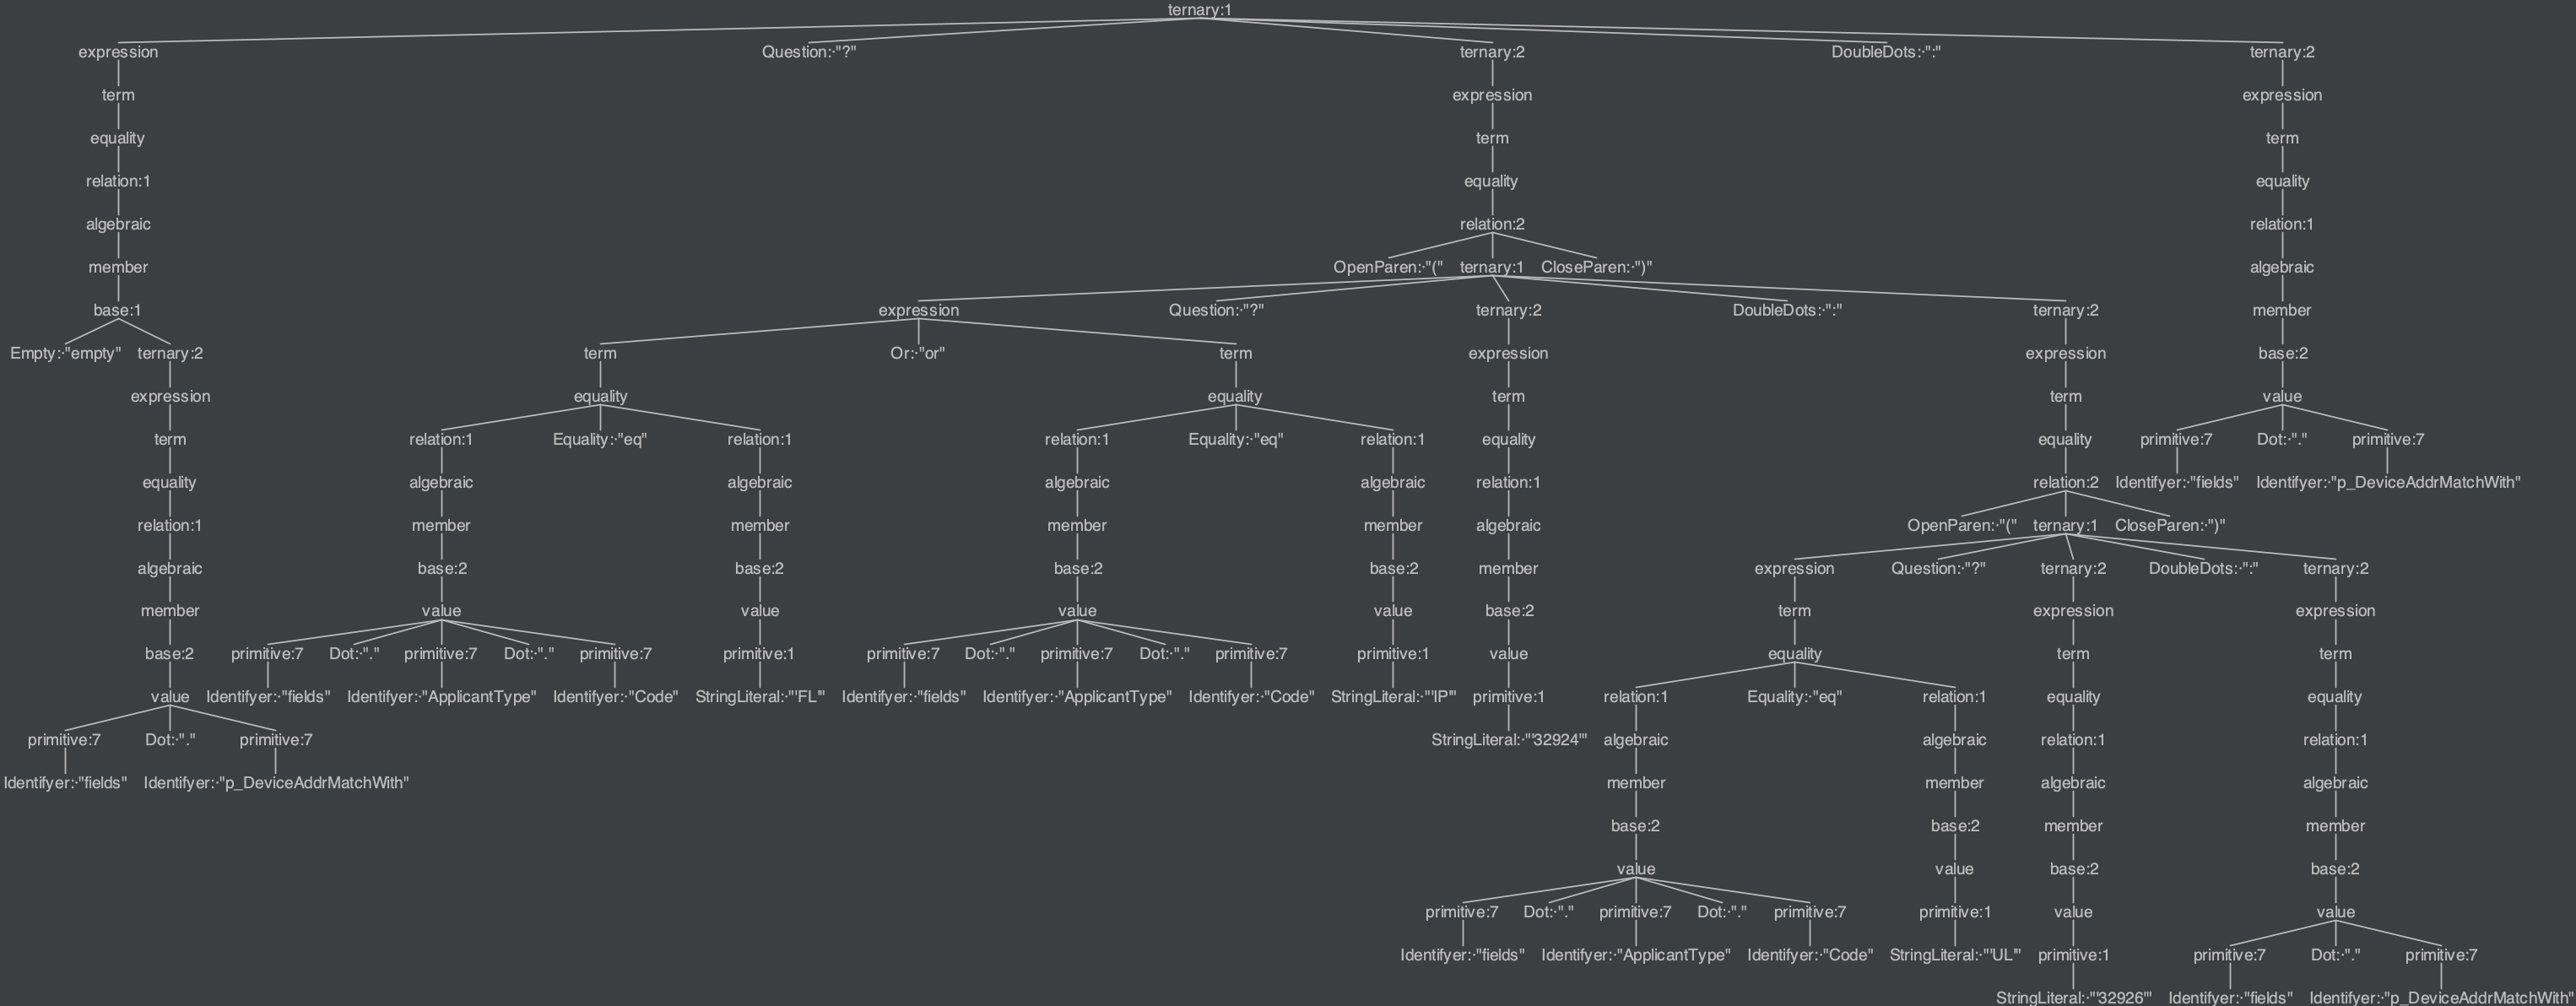 ternary:1
expression Question:·"?" ternary:2 DoubleDots:·":" ternary:2
term expression expression
equality term term
relation:1 equality equality
algebraic relation:2 relation:1
member OpenParen:·"(" ternary:1 CloseParen:·")" algebraic
base:1 expression Question:·"?" ternary:2 DoubleDots:·":" ternary:2 member
Empty:·"empty" ternary:2 term Or:·"or" term expression expression base:2
expression equality equality term term value
term relation:1 Equality:·"eq" relation:1 relation:1 Equality:·"eq" relation:1 equality equality primitive:7 Dot:·"." primitive:7
equality algebraic algebraic algebraic algebraic relation:1 relation:2 Identifyer:·"fields" Identifyer:·"p_DeviceAddrMatchWith"
relation:1 member member member member algebraic OpenParen:·"(" ternary:1 CloseParen:·")"
algebraic base:2 base:2 base:2 base:2 member expression Question:·"?" ternary:2 DoubleDots:·":" ternary:2
member value value value value base:2 term expression expression
base:2 primitive:7 Dot:·"." primitive:7 Dot:·"." primitive:7 primitive:1 primitive:7 Dot:·"." primitive:7 Dot:·"." primitive:7 primitive:1 value equality term term
value Identifyer:·"fields" Identifyer:·"ApplicantType" Identifyer:·"Code" StringLiteral:·"'FL'" Identifyer:·"fields" Identifyer:·"ApplicantType" Identifyer:·"Code" StringLiteral:·"'IP'" primitive:1 relation:1 Equality:·"eq" relation:1 equality equality
primitive:7 Dot:·"." primitive:7 StringLiteral:·"'32924'" algebraic algebraic relation:1 relation:1
Identifyer:·"fields" Identifyer:·"p_DeviceAddrMatchWith" member member algebraic algebraic
base:2 base:2 member member
value value base:2 base:2
primitive:7 Dot:·"." primitive:7 Dot:·"." primitive:7 primitive:1 value value
Identifyer:·"fields" Identifyer:·"ApplicantType" Identifyer:·"Code" StringLiteral:·"'UL'" primitive:1 primitive:7 Dot:·"." primitive:7
StringLiteral:·"'32926'" Identifyer:·"fields" Identifyer:·"p_DeviceAddrMatchWith"